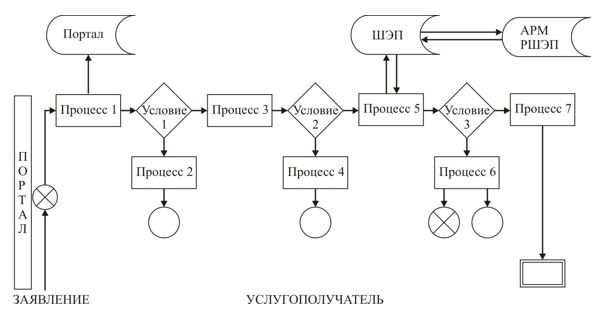 Портал
ШЭП
АРМ
РШЭП
ПОРТАЛ
Процесс 1
Условие
1
Процесс 3
Условие
2
Процесс 5
Условие
3
Процесс 7
Процесс 2
Процесс 4
Процесс 6
ЗАЯВЛЕНИЕ
УСЛУГОПОЛУЧАТЕЛЬ